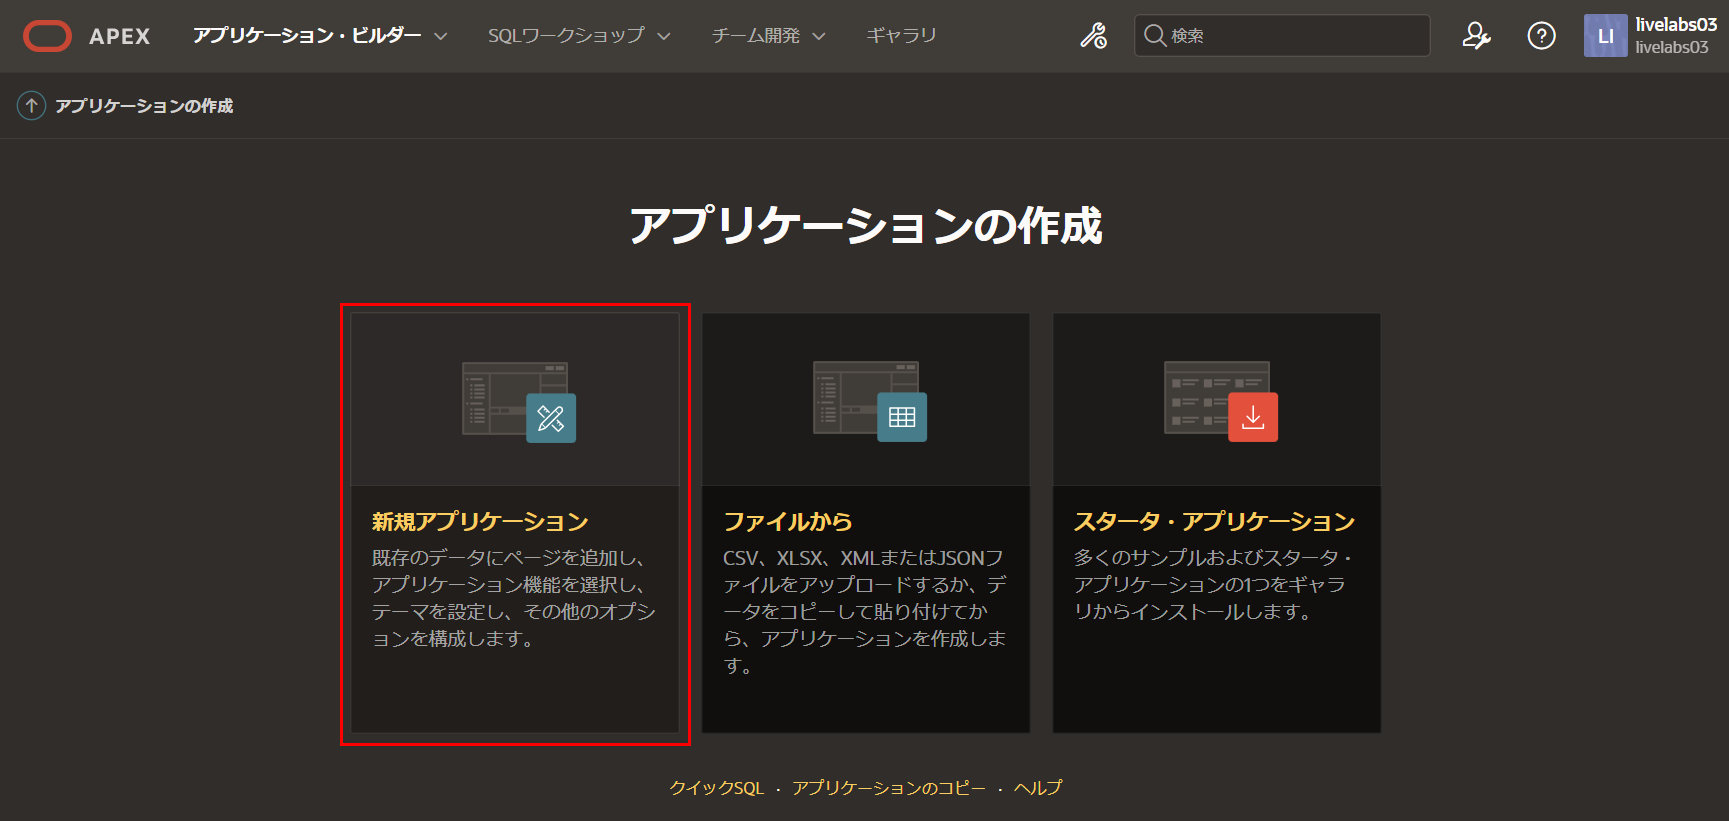 APEX アプリケーション・ビルダー SQLワークショップ チーム開発 ギャラリ 検索 LI livelabs03
livelabs03
アプリケーションの作成
アプリケーションの作成
新規アプリケーション
既存のデータにページを追加し、
アプリケーション機能を選択し、
テーマを設定し、その他のオプシ
ョンを構成します。
ファイルから
CSV、XLSX、XMLまたはJSONフ
ァイルをアップロードするか、デ
ータをコピーして貼り付けてか
ら、アプリケーションを作成しま
す。
スタータ・アプリケーション
多くのサンプルおよびスタータ・
アプリケーションの1つをギャラ
リからインストールします。
クイックSQL · アプリケーションのコピー · ヘルプ